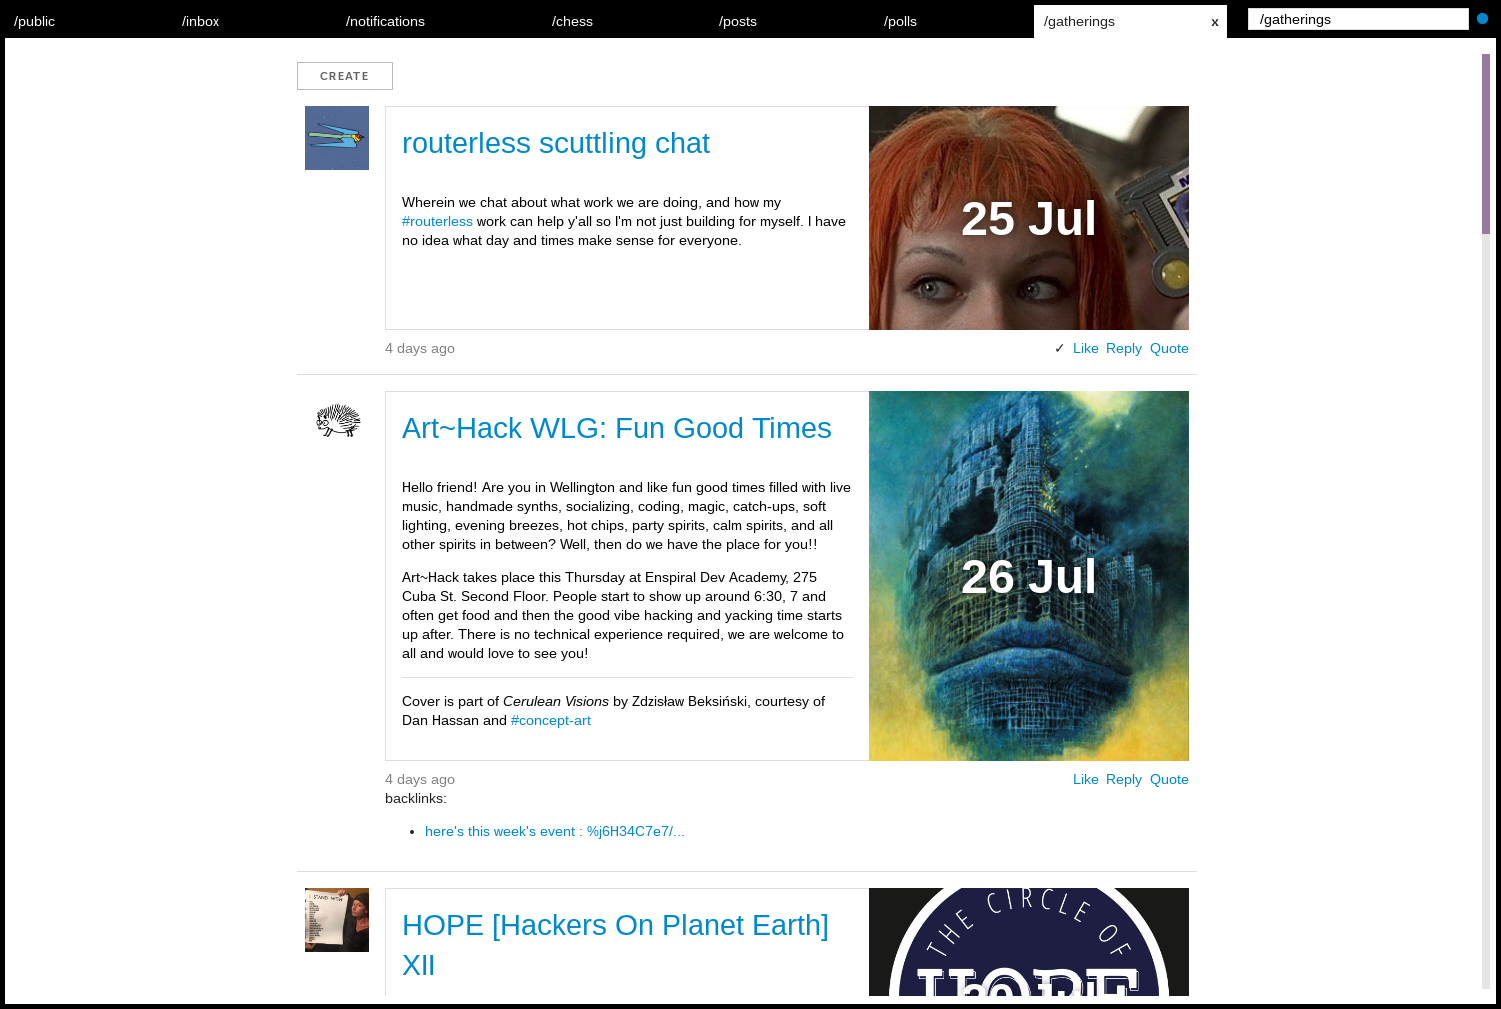 /public
/inbox
/notifications
/chess
/posts
/polls
/gatherings
x
/gatherings
CREATE
routerless scuttling chat
Wherein we chat about what work we are doing, and how my
#routerless work can help y'all so I'm not just building for myself. I have
no idea what day and times make sense for everyone.
25 Jul
4 days ago
✓ Like Reply Quote
Art~Hack WLG: Fun Good Times
Hello friend! Are you in Wellington and like fun good times filled with live
music, handmade synths, socializing, coding, magic, catch-ups, soft
lighting, evening breezes, hot chips, party spirits, calm spirits, and all
other spirits in between? Well, then do we have the place for you!!
Art~Hack takes place this Thursday at Enspiral Dev Academy, 275
Cuba St. Second Floor. People start to show up around 6:30, 7 and
often get food and then the good vibe hacking and yacking time starts
up after. There is no technical experience required, we are welcome to
all and would love to see you!
Cover is part of Cerulean Visions by Zdzisław Beksiński, courtesy of
Dan Hassan and #concept-art
26 Jul
4 days ago
Like Reply Quote
backlinks:
here's this week's event : %j6H34C7e7/...
I STAND WITH
HOPE [Hackers On Planet Earth]
XII
THE CIRCLE OF
HOPE